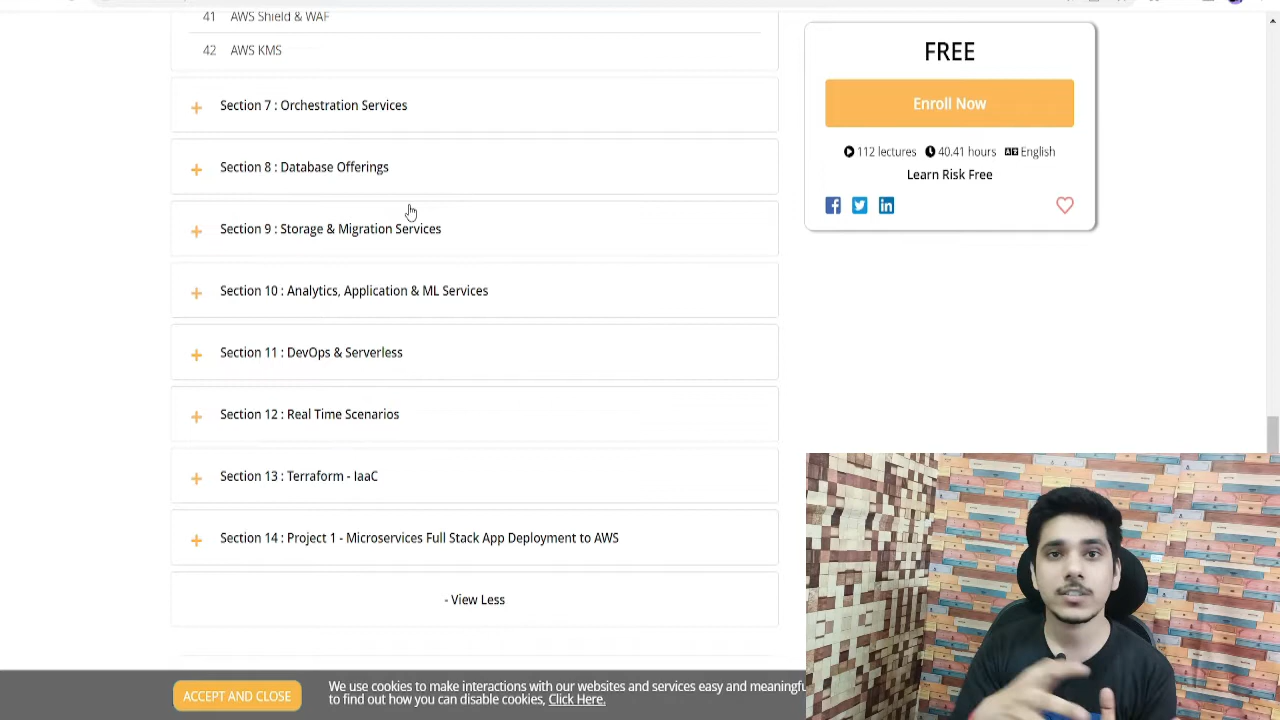 41 AWS Shield & WAF
42 AWS KMS
+ Section 7 : Orchestration Services
+ Section 8 : Database Offerings
+ Section 9 : Storage & Migration Services
+ Section 10 : Analytics, Application & ML Services
+ Section 11 : DevOps & Serverless
+ Section 12 : Real Time Scenarios
+ Section 13 : Terraform - IaaC
+ Section 14 : Project 1 - Microservices Full Stack App Deployment to AWS
- View Less
FREE
Enroll Now
112 lectures 40.41 hours English
Learn Risk Free
ACCEPT AND CLOSE
We use cookies to make interactions with our websites and services easy and meaningfu
to find out how you can disable cookies, Click Here.